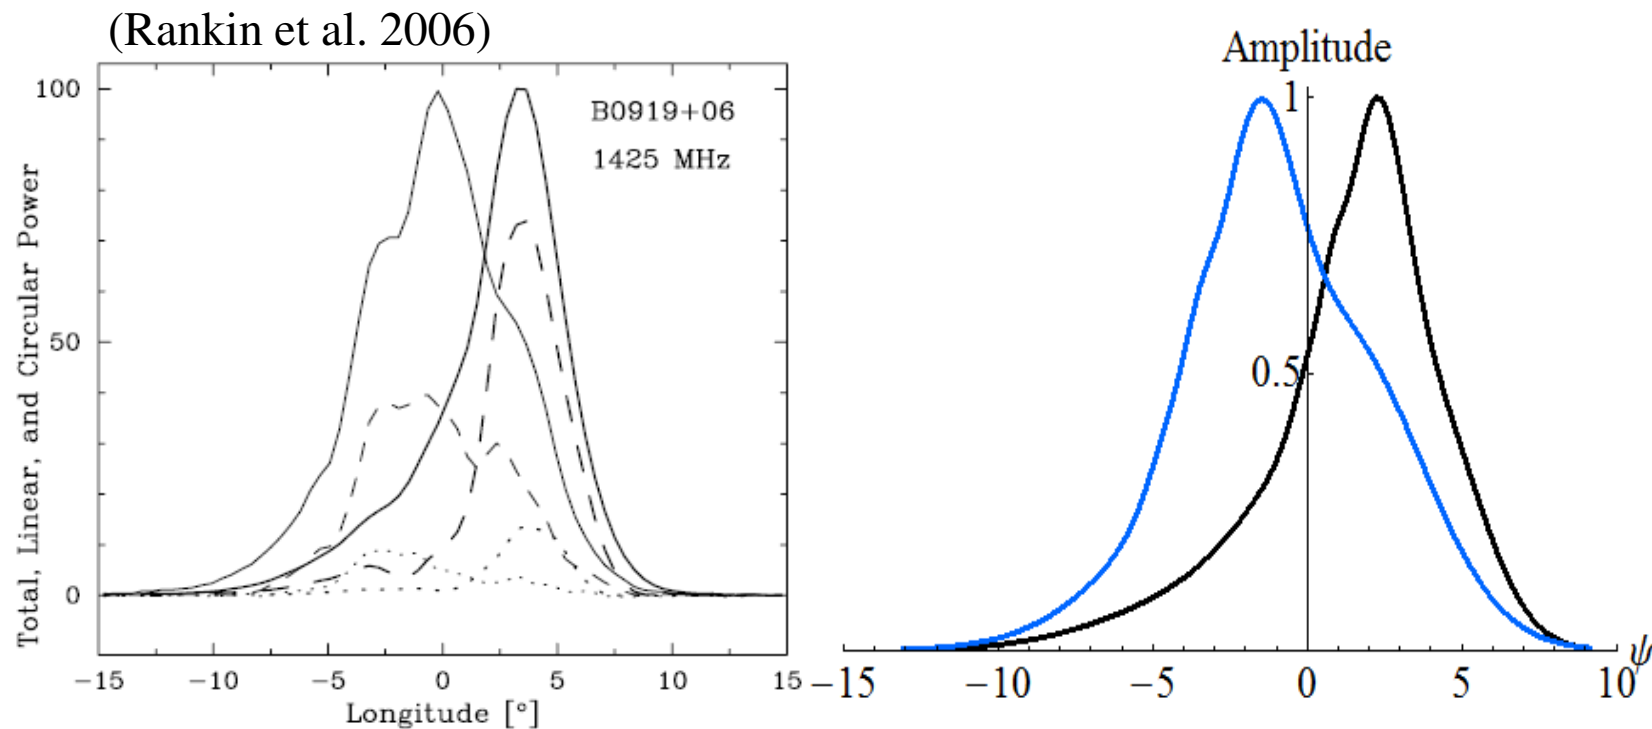 (Rankin et al. 2006)
Total, Linear, and Circular Power
100
50
0
B0919+06
1425 MHz
−15 −10 −5 0 5 10 15
Longitude [°]
Amplitude
1
0.5
−15 −10 −5 0 5 10
ψ